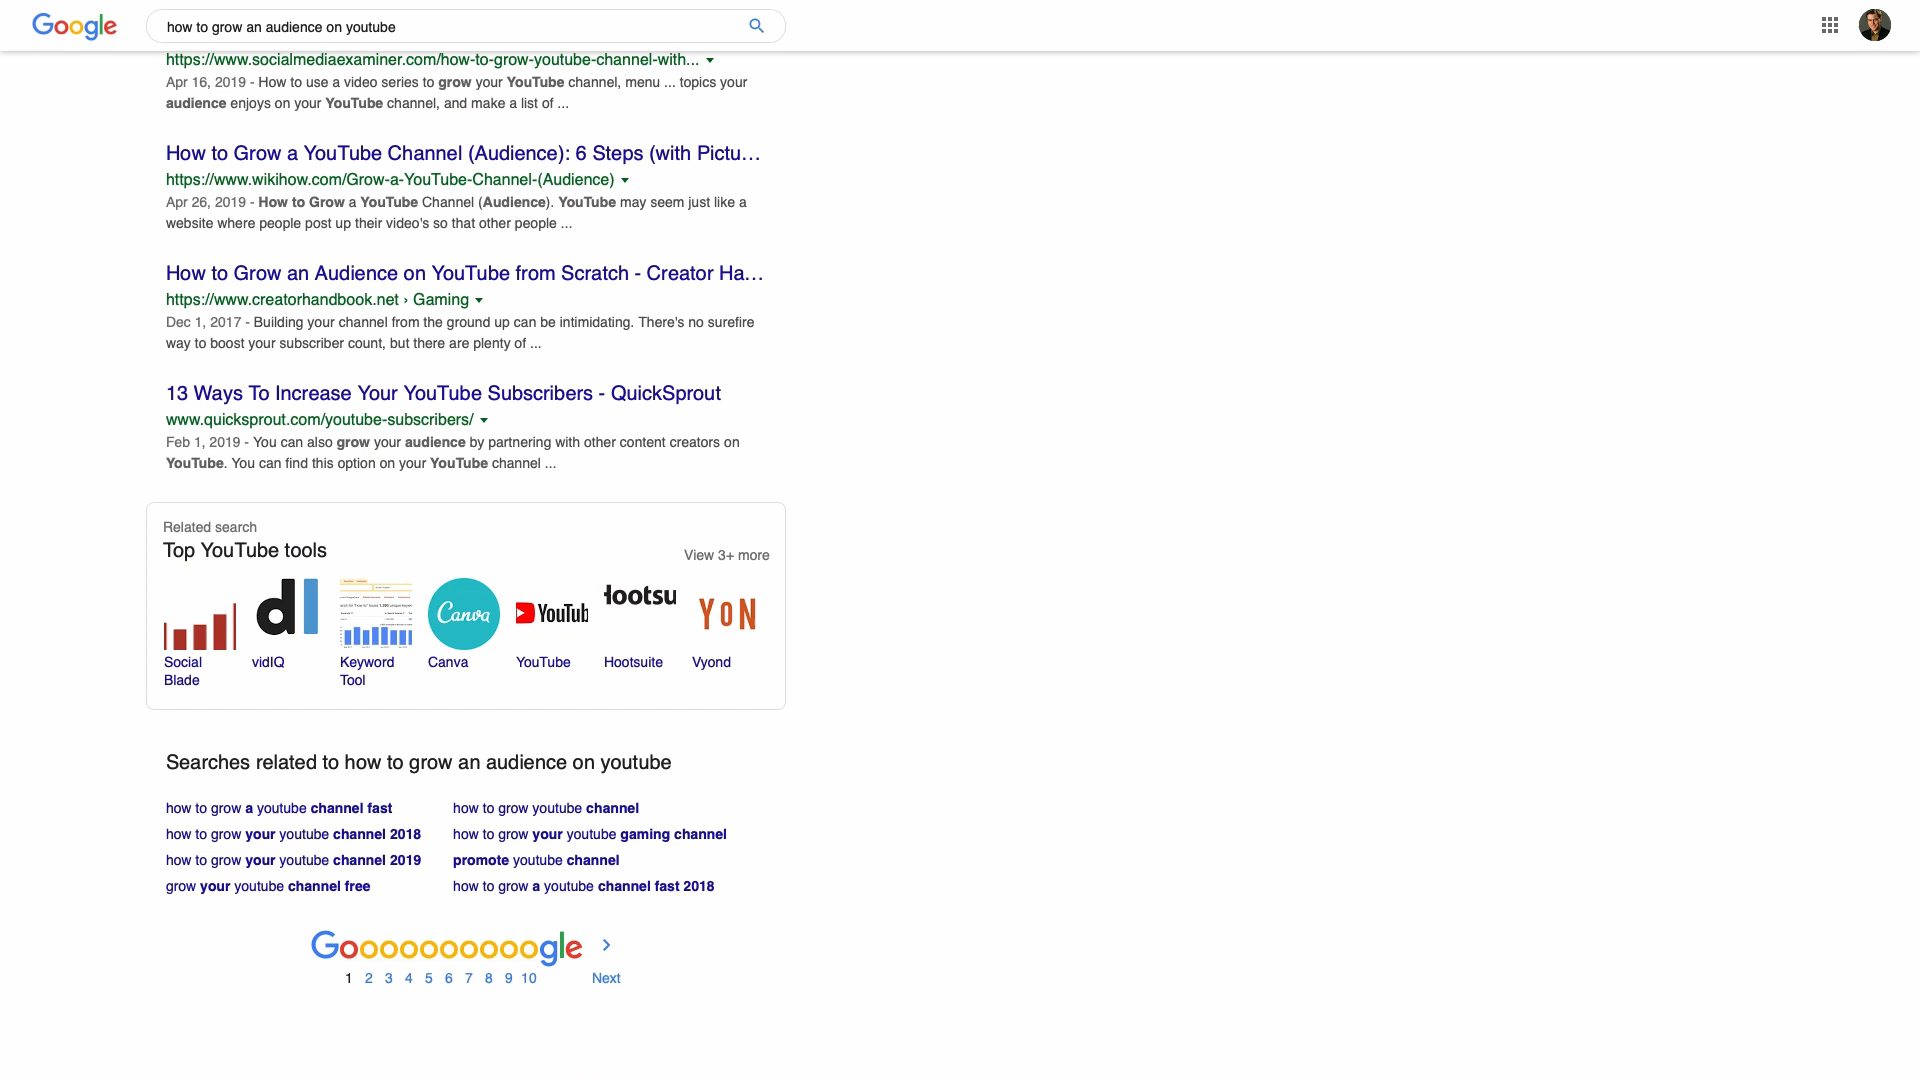 Google
how to grow an audience on youtube
https://www.socialmediaexaminer.com/how-to-grow-youtube-channel-with...
Apr 16, 2019 - How to use a video series to grow your YouTube channel, menu ... topics your
audience enjoys on your YouTube channel, and make a list of ...
How to Grow a YouTube Channel (Audience): 6 Steps (with Pictu...
https://www.wikihow.com/Grow-a-YouTube-Channel-(Audience)
Apr 26, 2019 - How to Grow a YouTube Channel (Audience). YouTube may seem just like a
website where people post up their video's so that other people ...
How to Grow an Audience on YouTube from Scratch - Creator Ha...
https://www.creatorhandbook.net › Gaming
Dec 1, 2017 - Building your channel from the ground up can be intimidating. There's no surefire
way to boost your subscriber count, but there are plenty of ...
13 Ways To Increase Your YouTube Subscribers - QuickSprout
www.quicksprout.com/youtube-subscribers/
Feb 1, 2019 - You can also grow your audience by partnering with other content creators on
YouTube. You can find this option on your YouTube channel ...
Related search
Top YouTube tools
View 3+ more
Canva
YouTub
Hootsu
Social Blade
vidIQ
Keyword Tool
Canva
YouTube
Hootsuite
Vyond
Searches related to how to grow an audience on youtube
how to grow a youtube channel fast
how to grow youtube channel
how to grow your youtube channel 2018
how to grow your youtube gaming channel
how to grow your youtube channel 2019
promote youtube channel
grow your youtube channel free
how to grow a youtube channel fast 2018
Goooooooooogle >
1 2 3 4 5 6 7 8 9 10 Next